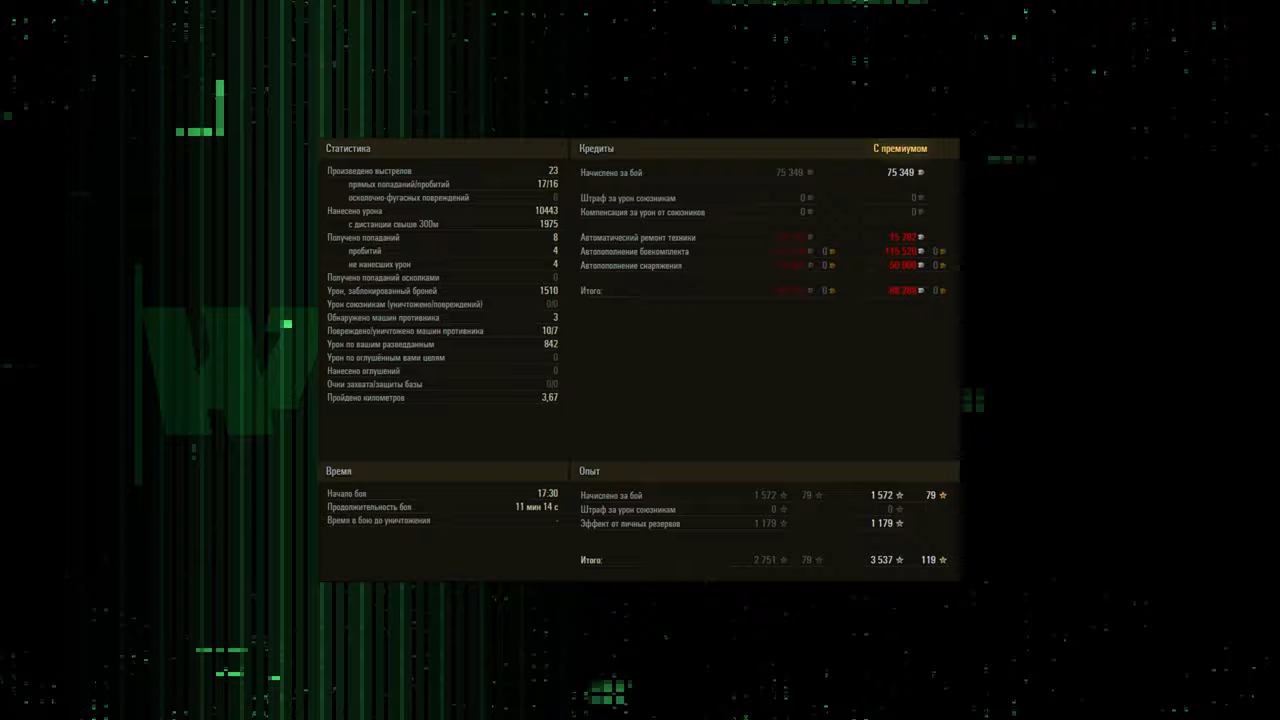 Статистика
Произведено выстрелов 23
прямых попаданий/пробитий 17/16
осколочно-фугасных повреждений 0
Нанесено урона 10443
с дистанции свыше 300м 1975
Получено попаданий 8
пробитий 4
не нанесших урон 4
Получено попаданий осколками 0
Урон, заблокированный броней 1510
Урон союзникам (уничтожено/повреждений) 0/0
Обнаружено машин противника 3
Повреждено/уничтожено машин противника 10/7
Урон по вашим разведданным 842
Урон по оглушённым вами целям 0
Нанесено оглушений 0
Очки захвата/защиты базы 0/0
Пройдено километров 3,67
Кредиты С премиумом
Начислено за бой 75 349 75 349
Штраф за урон союзникам 0 0
Компенсация за урон от союзников 0 0
Автоматический ремонт техники 15 782
Автопополнение боекомплекта 0 115 520 0
Автопополнение снаряжения 0 0
Итого: 0 0
Время
Начало боя 17:30
Продолжительность боя 11 мин 14 с
Время в бою до уничтожения -
Опыт
Начислено за бой 1 572 79 1 572 79
Штраф за урон союзникам 0 0
Эффект от личных резервов 1 179 1 179
Итого: 2 751 79 3 537 119